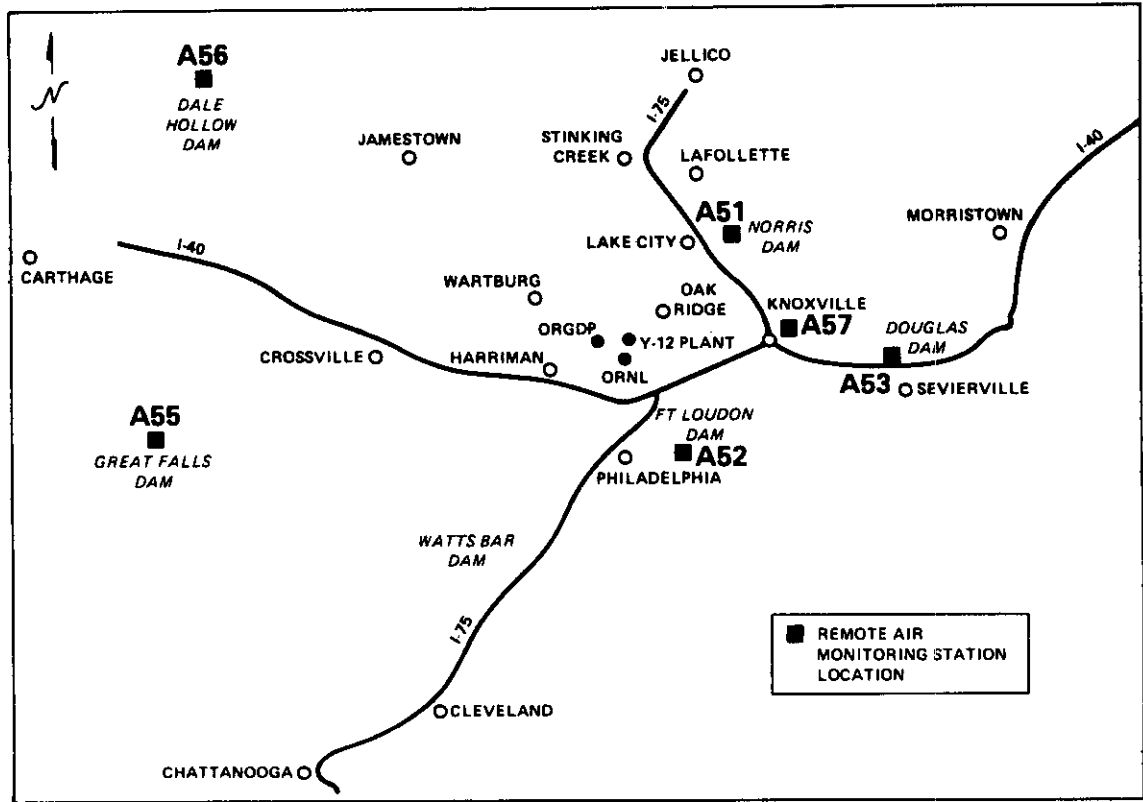 N
A56
DALE
HOLLOW
DAM
JELLICO
I-75
JAMESTOWN
STINKING
CREEK
LAFOLLETTE
I-40
A51
NORRIS
DAM
MORRISTOWN
LAKE CITY
I-40
CARTHAGE
WARTBURG
OAK
RIDGE
KNOXVILLE
A57
ORGDP
Y-12 PLANT
DOUGLAS
DAM
CROSSVILLE
HARRIMAN
ORNL
A53
SEVIERVILLE
A55
GREAT FALLS
DAM
FT LOUDON
DAM
A52
PHILADELPHIA
WATTS BAR
DAM
I-75
REMOTE AIR
MONITORING STATION
LOCATION
CLEVELAND
CHATTANOOGA